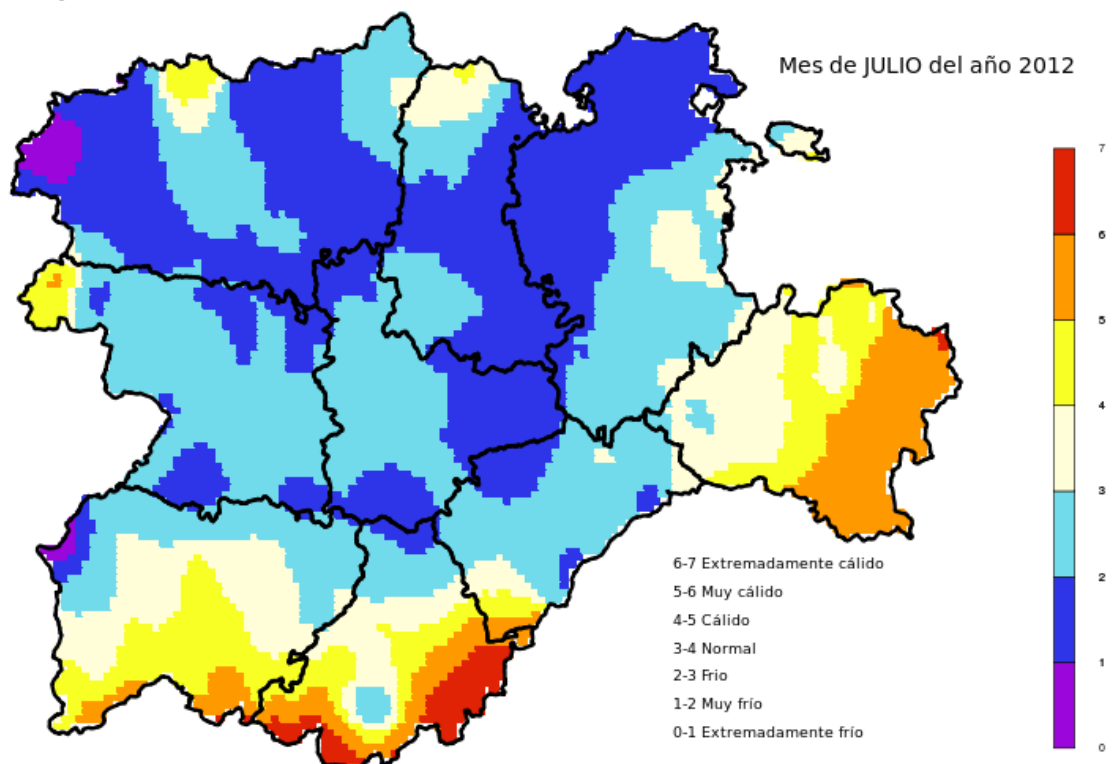 Mes de JULIO del año 2012
7
6
5
4
3
2
1
0
6-7 Extremadamente cálido
5-6 Muy cálido
4-5 Cálido
3-4 Normal
2-3 Frio
1-2 Muy frío
0-1 Extremadamente frío